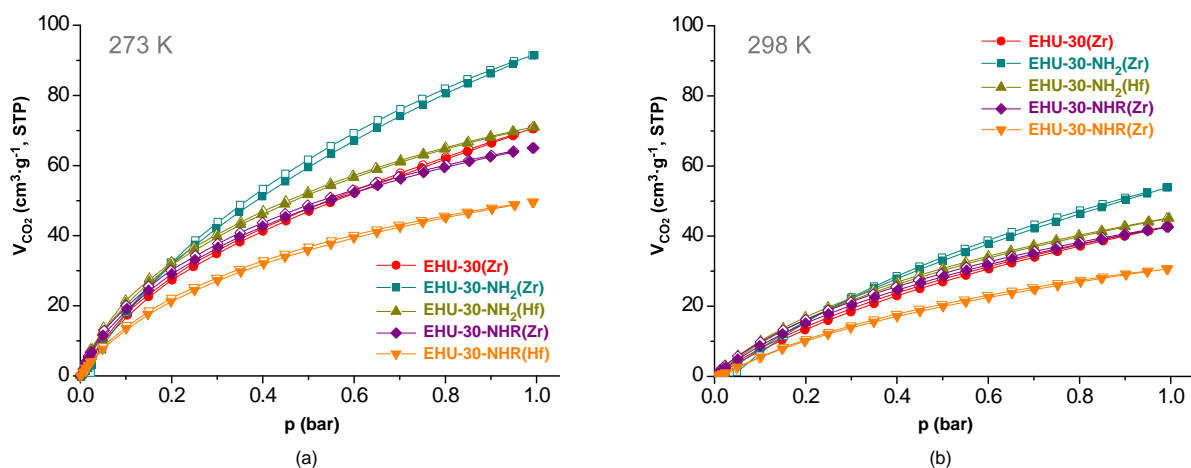 273 K
100
80
60
40
20
0
V_CO2 (cm³·g⁻¹, STP)
EHU-30(Zr)
EHU-30-NH₂(Zr)
EHU-30-NH₂(Hf)
EHU-30-NHR(Zr)
EHU-30-NHR(Hf)
0.0 0.2 0.4 0.6 0.8 1.0
p (bar)
(a)
298 K
100
80
60
40
20
0
V_CO2 (cm³·g⁻¹, STP)
EHU-30(Zr)
EHU-30-NH₂(Zr)
EHU-30-NH₂(Hf)
EHU-30-NHR(Zr)
EHU-30-NHR(Zr)
0.0 0.2 0.4 0.6 0.8 1.0
p (bar)
(b)